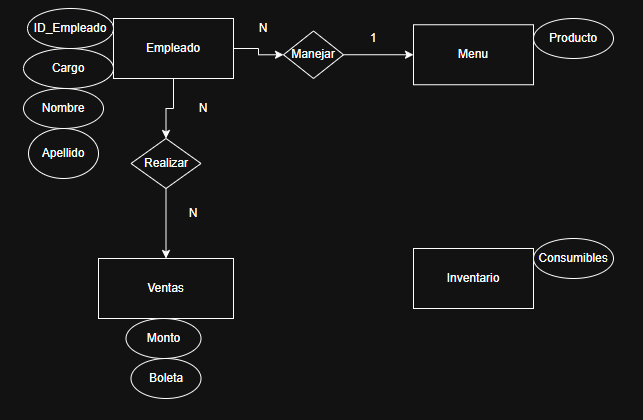 ID_Empleado
Cargo
Nombre
Apellido
Empleado
N
Manejar
1
Menu
Producto
N
Realizar
N
Ventas
Monto
Boleta
Inventario
Consumibles